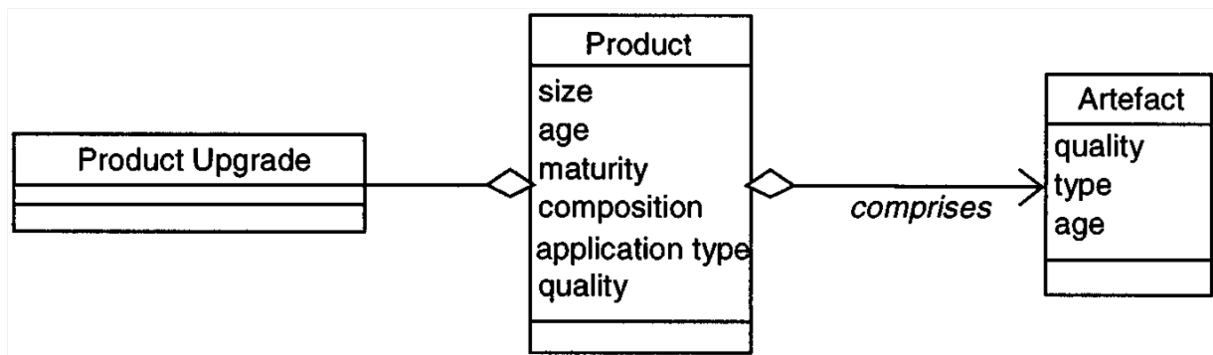 Product
size
age
maturity
composition
application type
quality
Product Upgrade
comprises
Artefact
quality
type
age